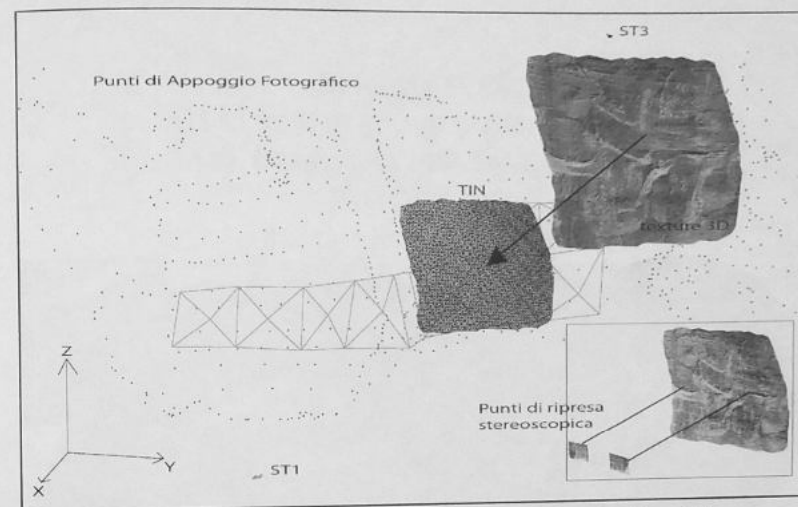 ST3
Punti di Appoggio Fotografico
TIN
texture 3D
Z
Punti di ripresa
stereoscopica
Y
X
ST1